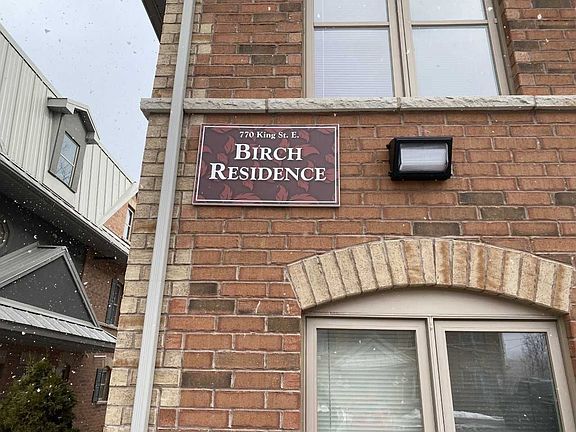 770 King St. E.
BIRCH
RESIDENCE